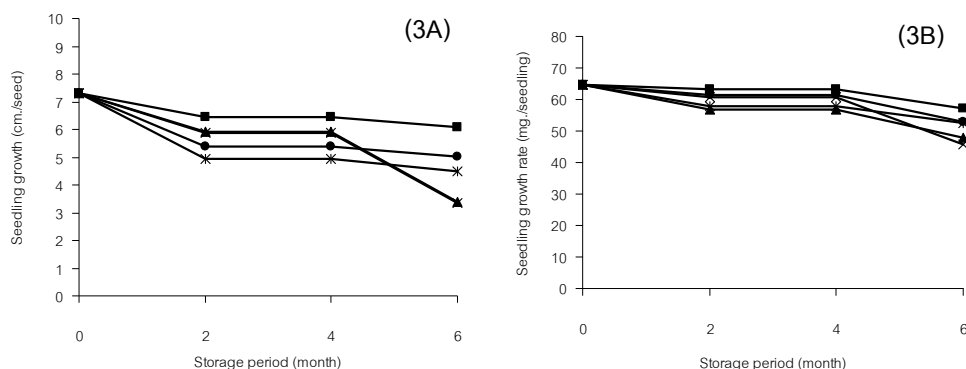 (3A)
10
9
8
7
6
5
4
3
2
1
0
Seedling growth (cm./seed)
0 2 4 6
Storage period (month)
(3B)
80
70
60
50
40
30
20
10
0
Seedling growth rate (mg./seedling)
0 2 4 6
Storage period (month)